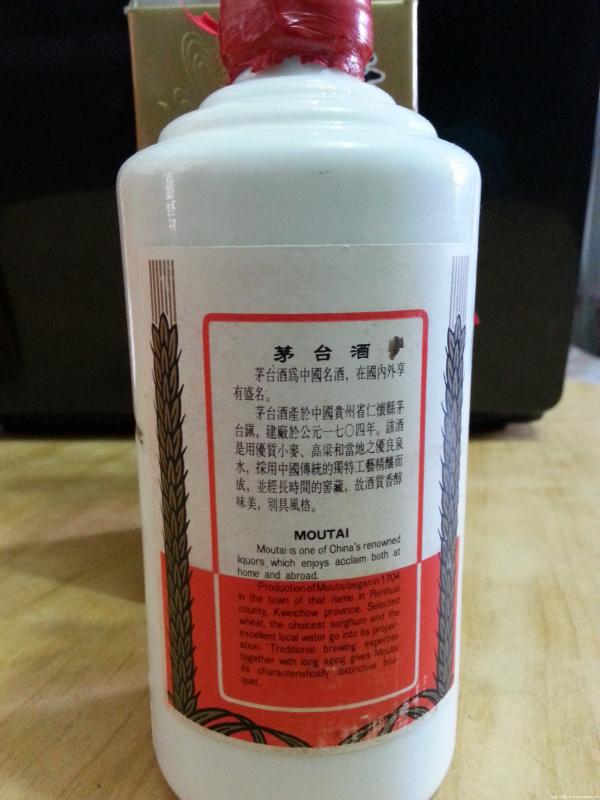 茅台酒
茅台酒爲中國名酒，在國内外享
有盛名。
茅台酒產於中國貴州省仁懷縣茅
台鎭，建廠於公元一七〇四年。該酒
是用優質小麥、高粱和當地之優良泉
水，採用中國傳統的獨特工藝精釀而
成，並經長時間的窖藏，故酒質香醇
味美，別具風格。
MOUTAI
Moutai is one of China's renowned
liquors which enjoys acclaim both at
home and abroad.
Production of Moutai began in 1704
in the town of that name in Renhuai
county, Kweichow province. Selected
wheat, the choicest sorghum and the
excellent local water go into its prepar-
ation. Traditional brewing expertise
together with long aging gives Moutai
its characteristically distinctive bou-
quet.